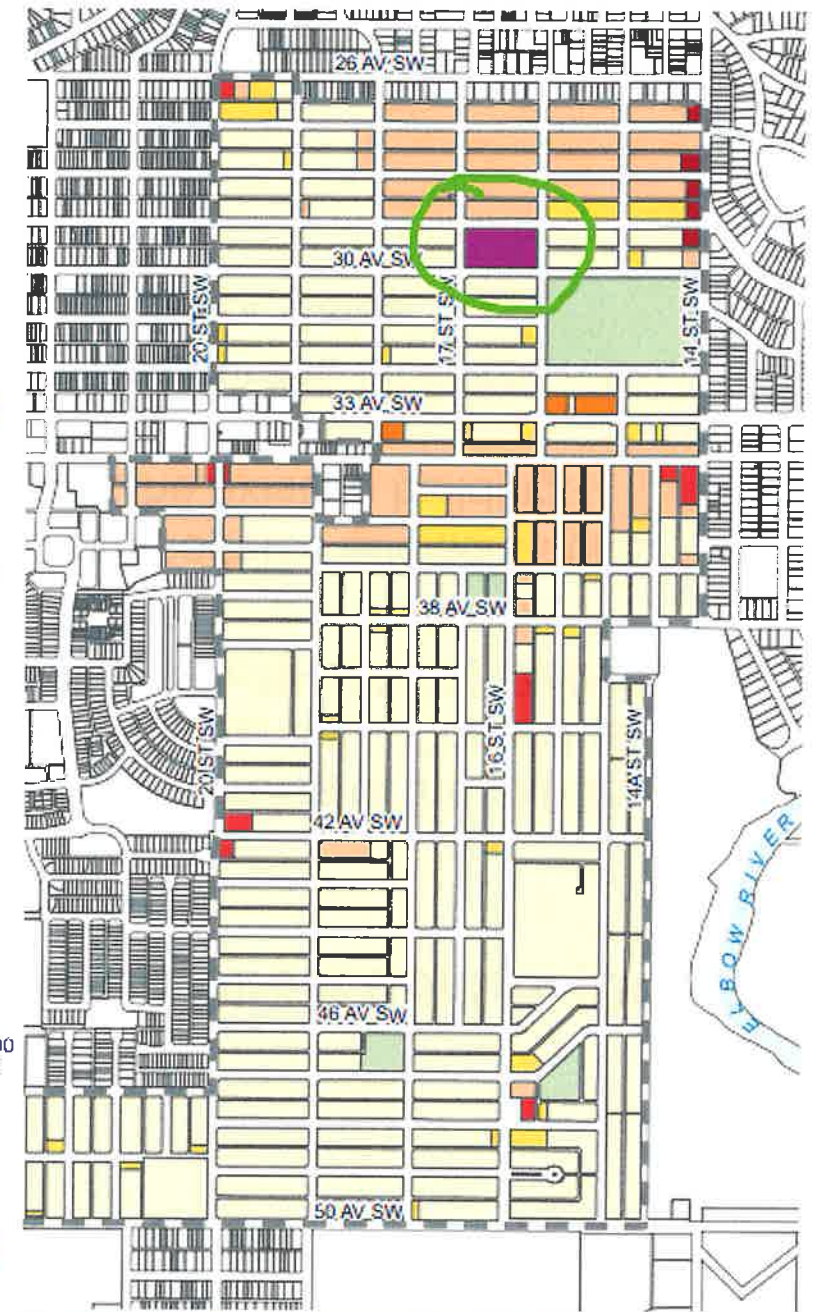 26 AV SW
30 AV SW
20 ST SW
17 ST SW
14 ST SW
33 AV SW
38 AV SW
20 ST SW
16 ST SW
14A ST SW
42 AV SW
ELBOW RIVER
46 AV SW
00
50 AV SW